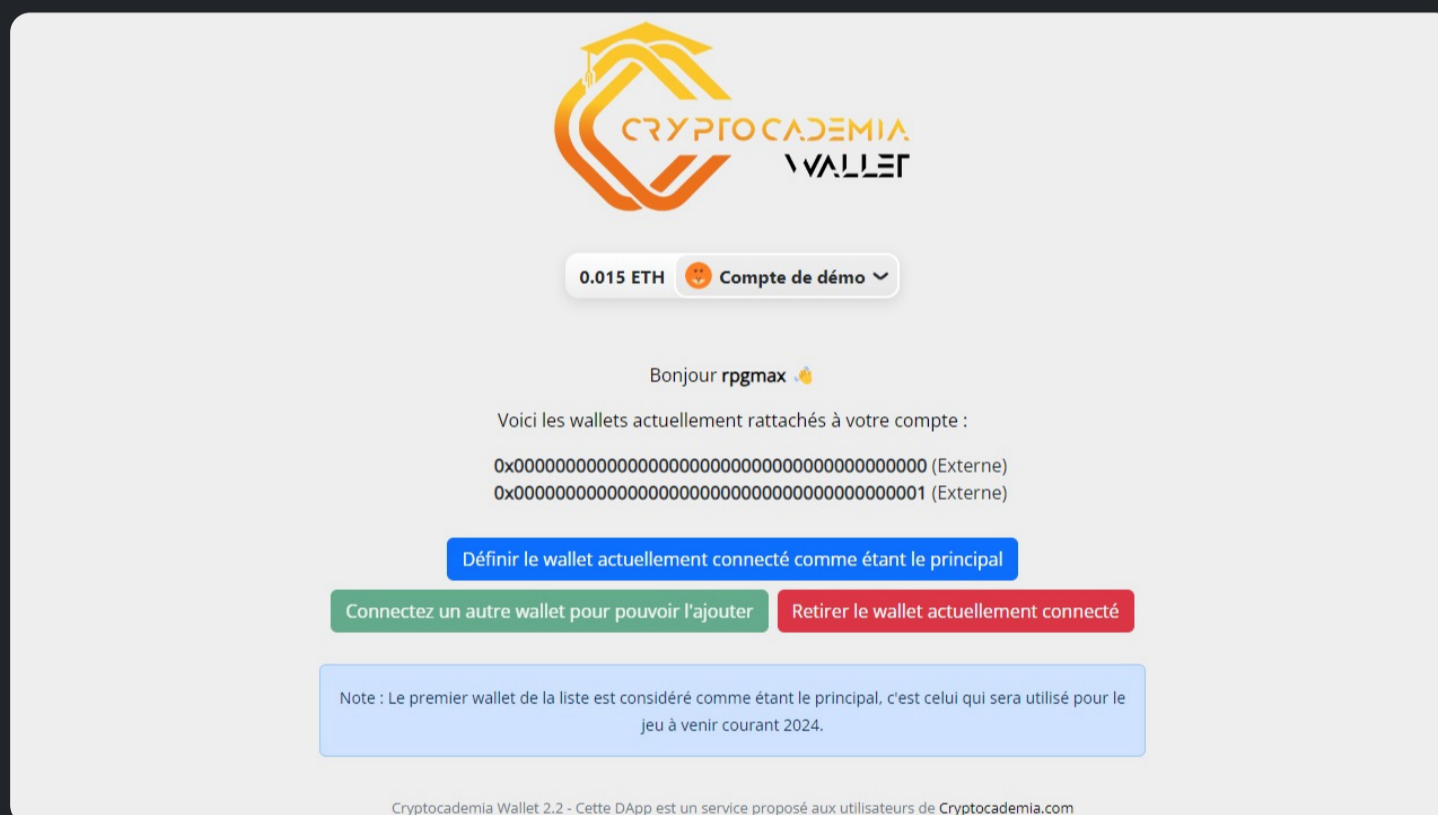 CRYPTOCADEMIA
WALLET
0.015 ETH Compte de démo
Bonjour rpgmax 👋
Voici les wallets actuellement rattachés à votre compte :
0x0000000000000000000000000000000000000000 (Externe)
0x0000000000000000000000000000000000000001 (Externe)
Définir le wallet actuellement connecté comme étant le principal
Connectez un autre wallet pour pouvoir l'ajouter Retirer le wallet actuellement connecté
Note : Le premier wallet de la liste est considéré comme étant le principal, c'est celui qui sera utilisé pour le
jeu à venir courant 2024.
Cryptocademia Wallet 2.2 - Cette DApp est un service proposé aux utilisateurs de Cryptocademia.com